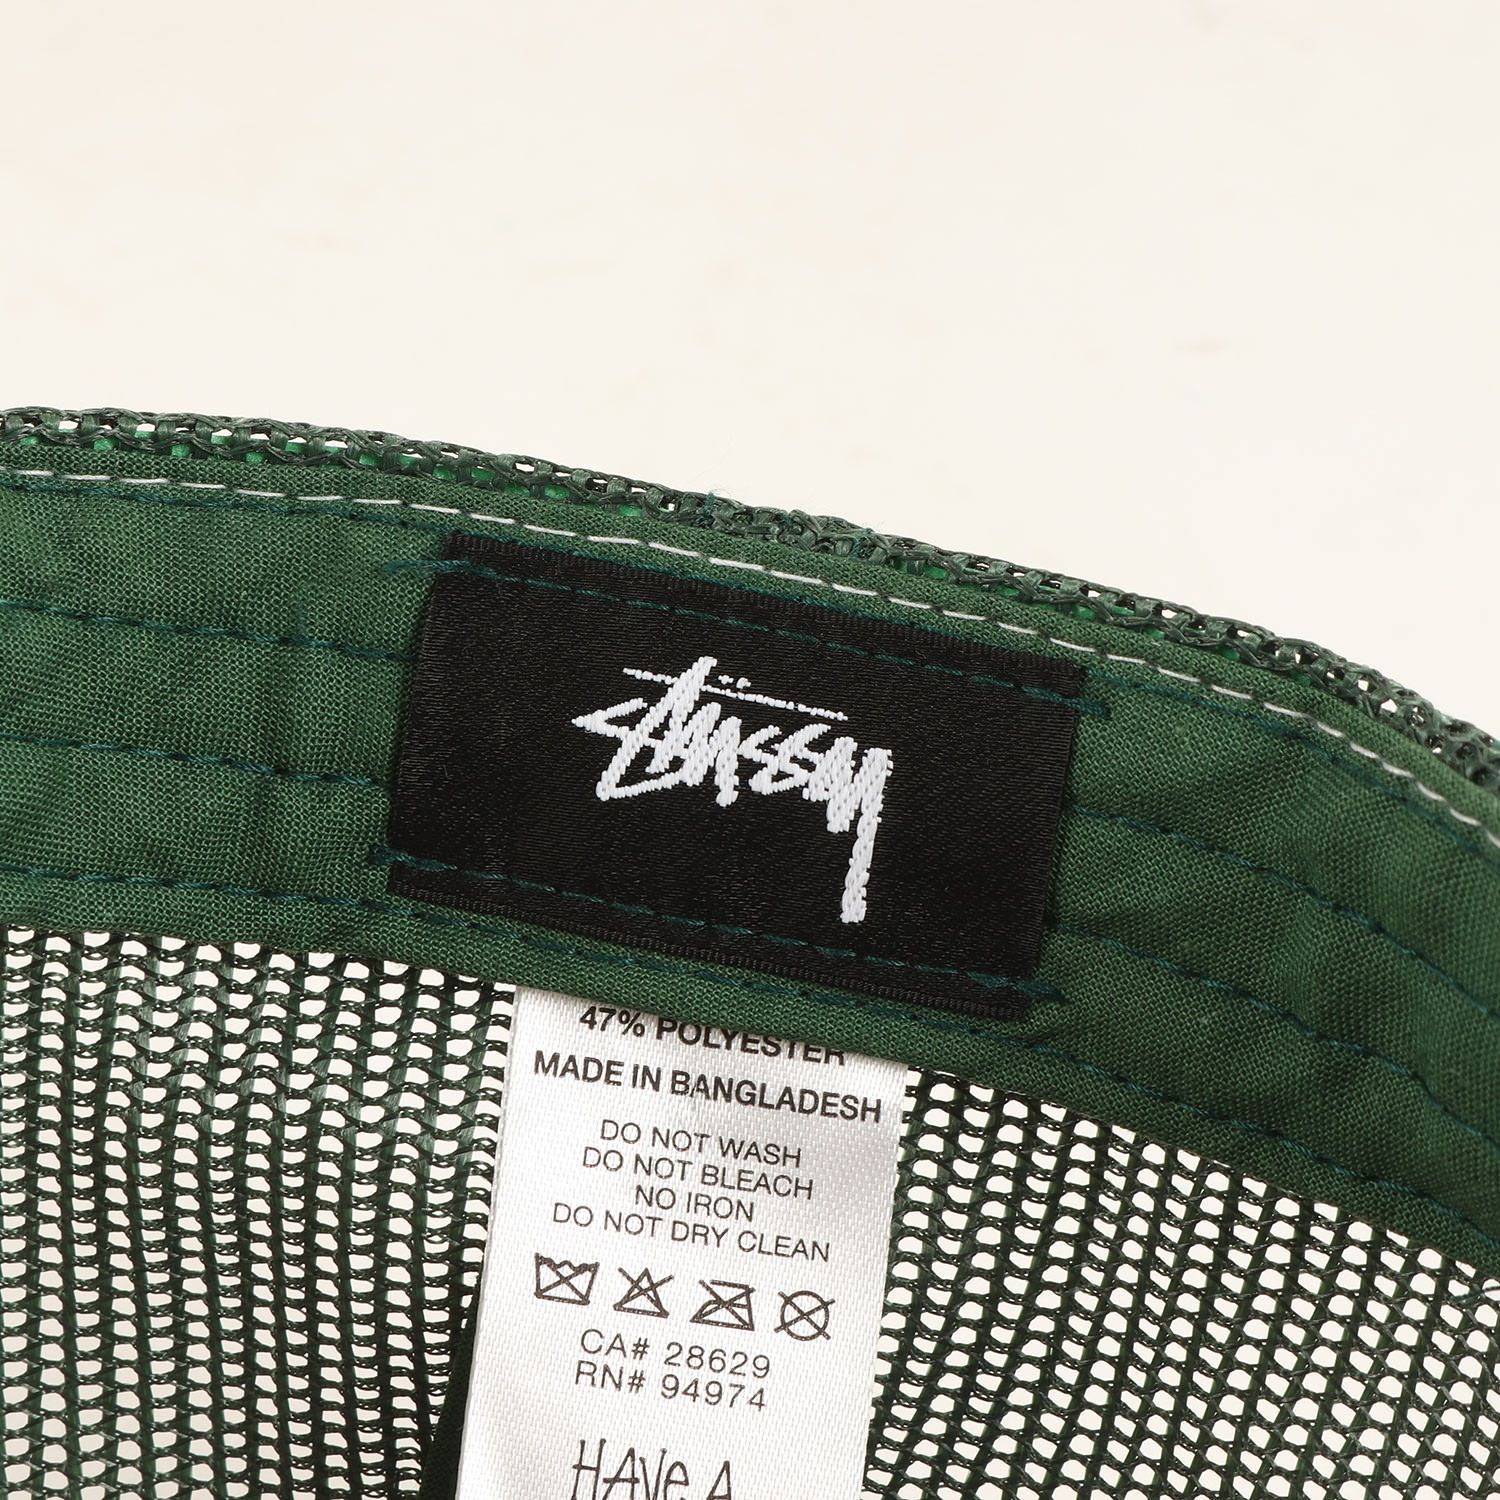 Stüssy
47% POLYESTER
MADE IN BANGLADESH
DO NOT WASH
DO NOT BLEACH
NO IRON
DO NOT DRY CLEAN
CA# 28629
RN# 94974
HAVE A